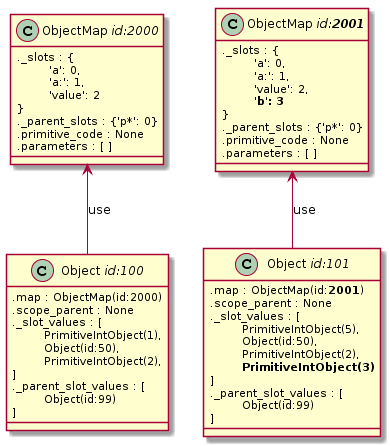 C ObjectMap id:2000
._slots : {
'a': 0,
'a:': 1,
'value': 2
}
._parent_slots : {'p*': 0}
.primitive_code : None
.parameters : [ ]
C ObjectMap id:2001
._slots : {
'a': 0,
'a:': 1,
'value': 2,
'b': 3
}
._parent_slots : {'p*': 0}
.primitive_code : None
.parameters : [ ]
use
use
C Object id:100
.map : ObjectMap(id:2000)
.scope_parent : None
._slot_values : [
PrimitiveIntObject(1),
Object(id:50),
PrimitiveIntObject(2),
]
._parent_slot_values : [
Object(id:99)
]
C Object id:101
.map : ObjectMap(id:2001)
.scope_parent : None
._slot_values : [
PrimitiveIntObject(5),
Object(id:50),
PrimitiveIntObject(2),
PrimitiveIntObject(3)
]
._parent_slot_values : [
Object(id:99)
]